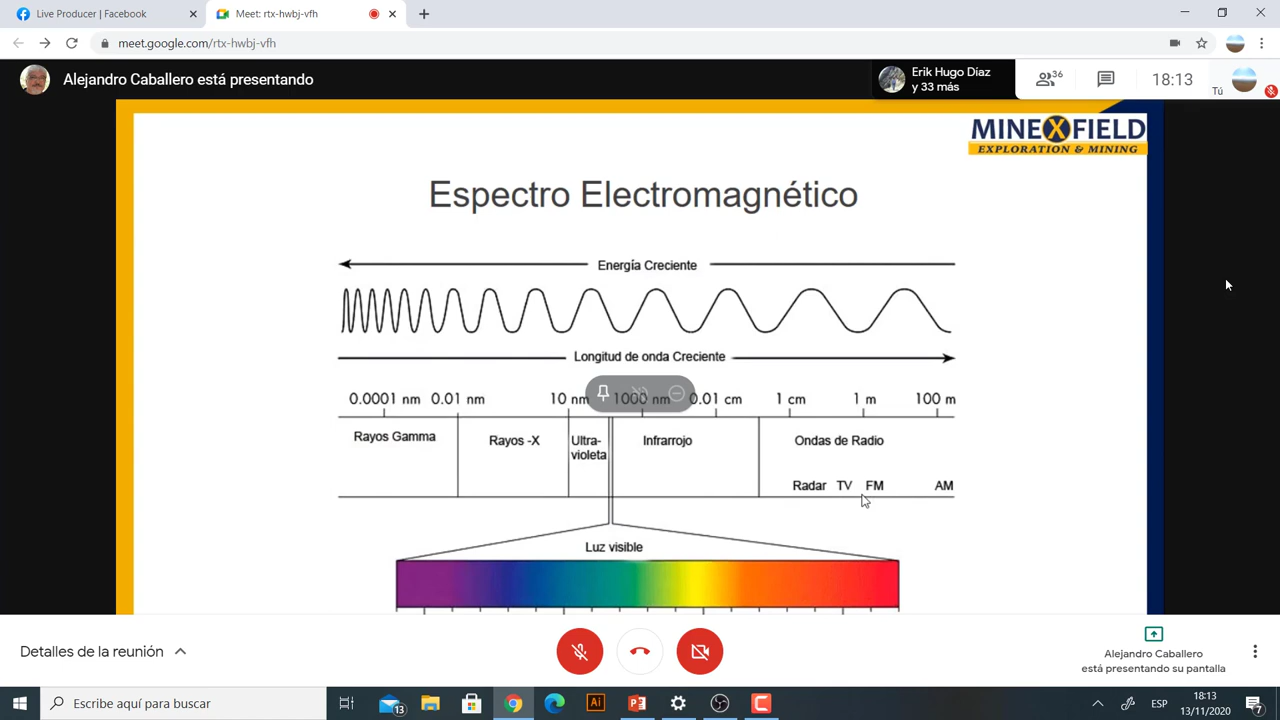 Live Producer | Facebook
Meet: rtx-hwbj-vfh
meet.google.com/rtx-hwbj-vfh
Alejandro Caballero está presentando
Erik Hugo Díaz
y 33 más
36
18:13
Tú
MINEXFIELD
EXPLORATION & MINING
Espectro Electromagnético
Energía Creciente
Longitud de onda Creciente
0.0001 nm 0.01 nm 10 nm 1000 nm 0.01 cm 1 cm 1 m 100 m
Rayos Gamma Rayos -X Ultra-
violeta Infrarrojo Ondas de Radio
Radar TV FM AM
Luz visible
Detalles de la reunión
Alejandro Caballero
está presentando su pantalla
Escribe aquí para buscar
13
Ai
ESP
18:13
13/11/2020
7